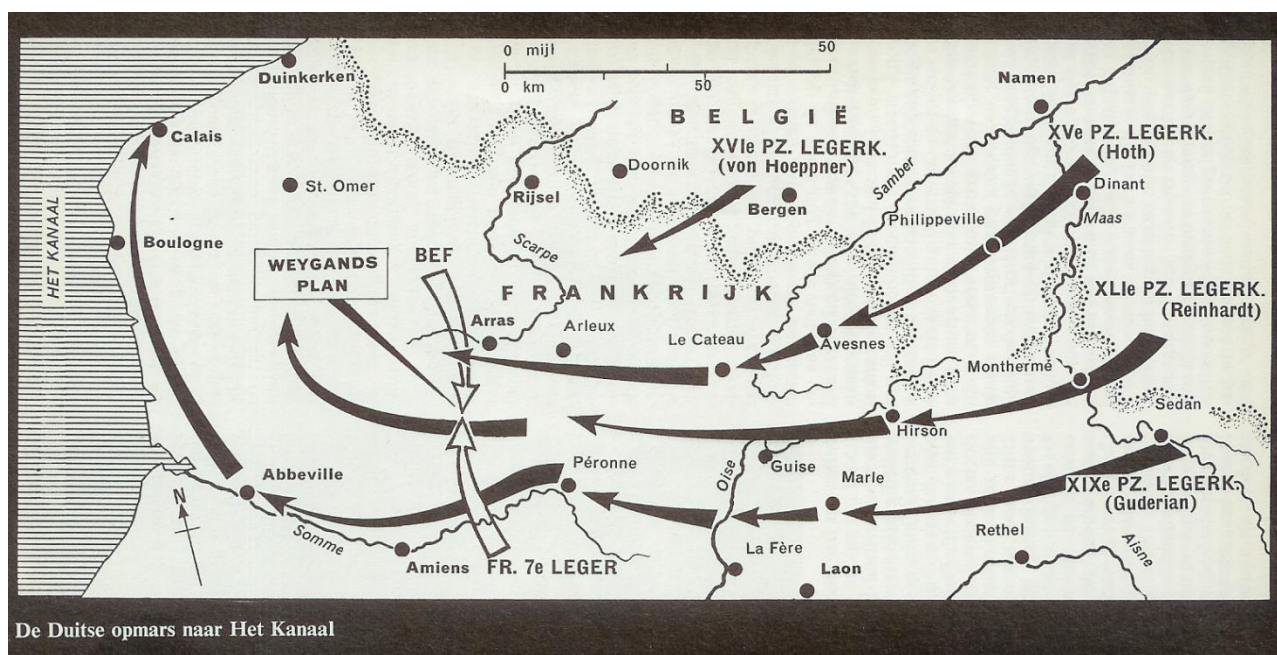 0 mijl 50
0 km 50
Duinkerken
Namen
BELGIË
Calais
XVIe PZ. LEGERK.
(von Hoeppner)
XVe PZ. LEGERK.
(Hoth)
Doornik
Samber
St. Omer
Rijsel
Bergen
Dinant
Philippeville
Maas
HET KANAAL
Boulogne
Scarpe
BEF
WEYGANDS
PLAN
FRANKRIJK
XLIe PZ. LEGERK.
(Reinhardt)
Arras
Arleux
Le Cateau
Avesnes
Monthermé
Sedan
Hirson
Guise
Oise
Péronne
Marle
Abbeville
XIXe PZ. LEGERK.
(Guderian)
N
Somme
Rethel
Aisne
La Fère
Amiens
FR. 7e LEGER
Laon
De Duitse opmars naar Het Kanaal